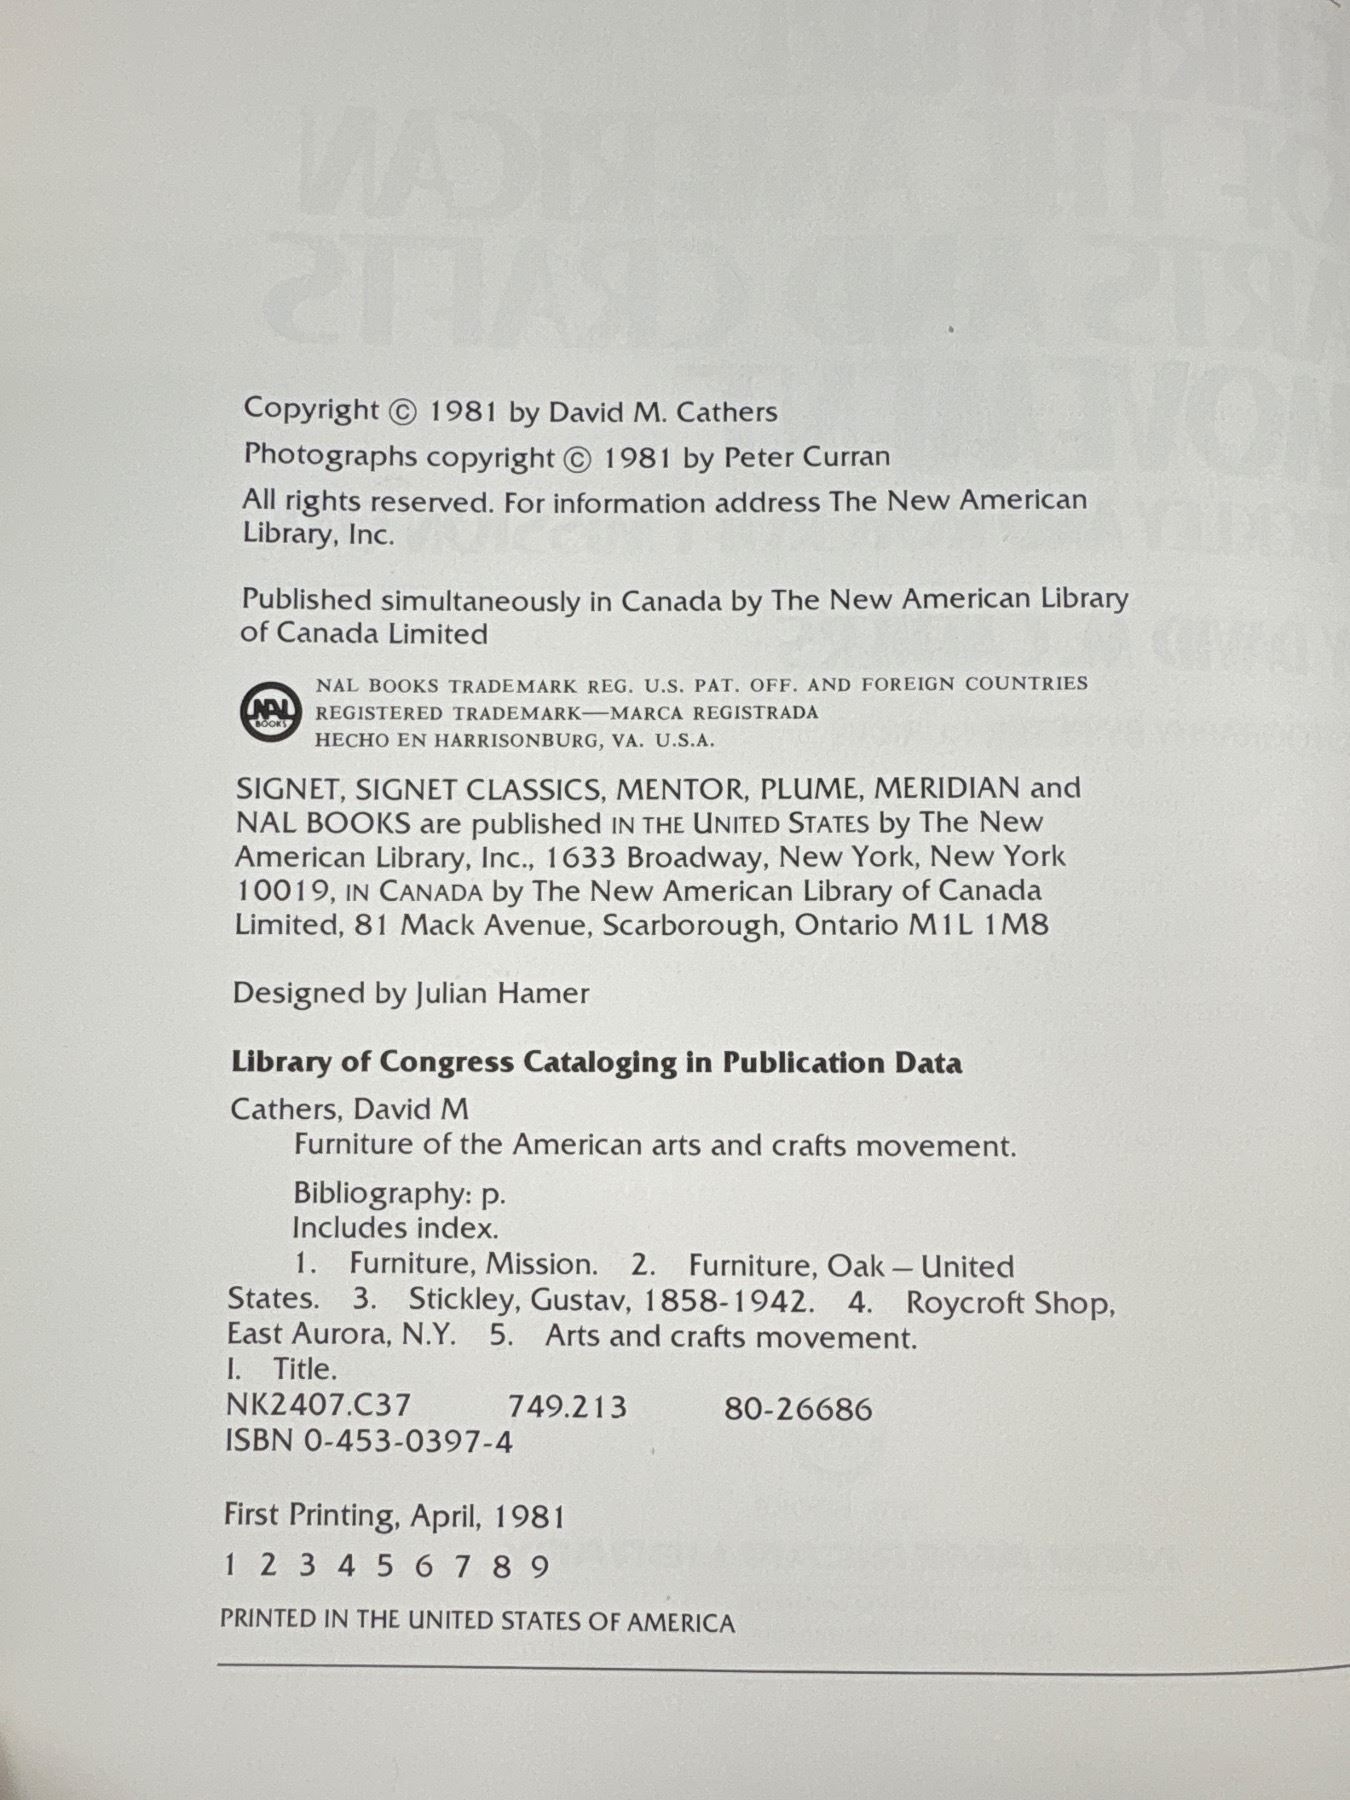 Copyright © 1981 by David M. Cathers
Photographs copyright © 1981 by Peter Curran
All rights reserved. For information address The New American
Library, Inc.
Published simultaneously in Canada by The New American Library
of Canada Limited
NAL BOOKS
NAL BOOKS TRADEMARK REG. U.S. PAT. OFF. AND FOREIGN COUNTRIES
REGISTERED TRADEMARK—MARCA REGISTRADA
HECHO EN HARRISONBURG, VA. U.S.A.
SIGNET, SIGNET CLASSICS, MENTOR, PLUME, MERIDIAN and
NAL BOOKS are published IN THE UNITED STATES by The New
American Library, Inc., 1633 Broadway, New York, New York
10019, IN CANADA by The New American Library of Canada
Limited, 81 Mack Avenue, Scarborough, Ontario M1L 1M8
Designed by Julian Hamer
Library of Congress Cataloging in Publication Data
Cathers, David M
Furniture of the American arts and crafts movement.
Bibliography: p.
Includes index.
1. Furniture, Mission. 2. Furniture, Oak — United
States. 3. Stickley, Gustav, 1858-1942. 4. Roycroft Shop,
East Aurora, N.Y. 5. Arts and crafts movement.
I. Title.
NK2407.C37 749.213 80-26686
ISBN 0-453-0397-4
First Printing, April, 1981
1 2 3 4 5 6 7 8 9
PRINTED IN THE UNITED STATES OF AMERICA